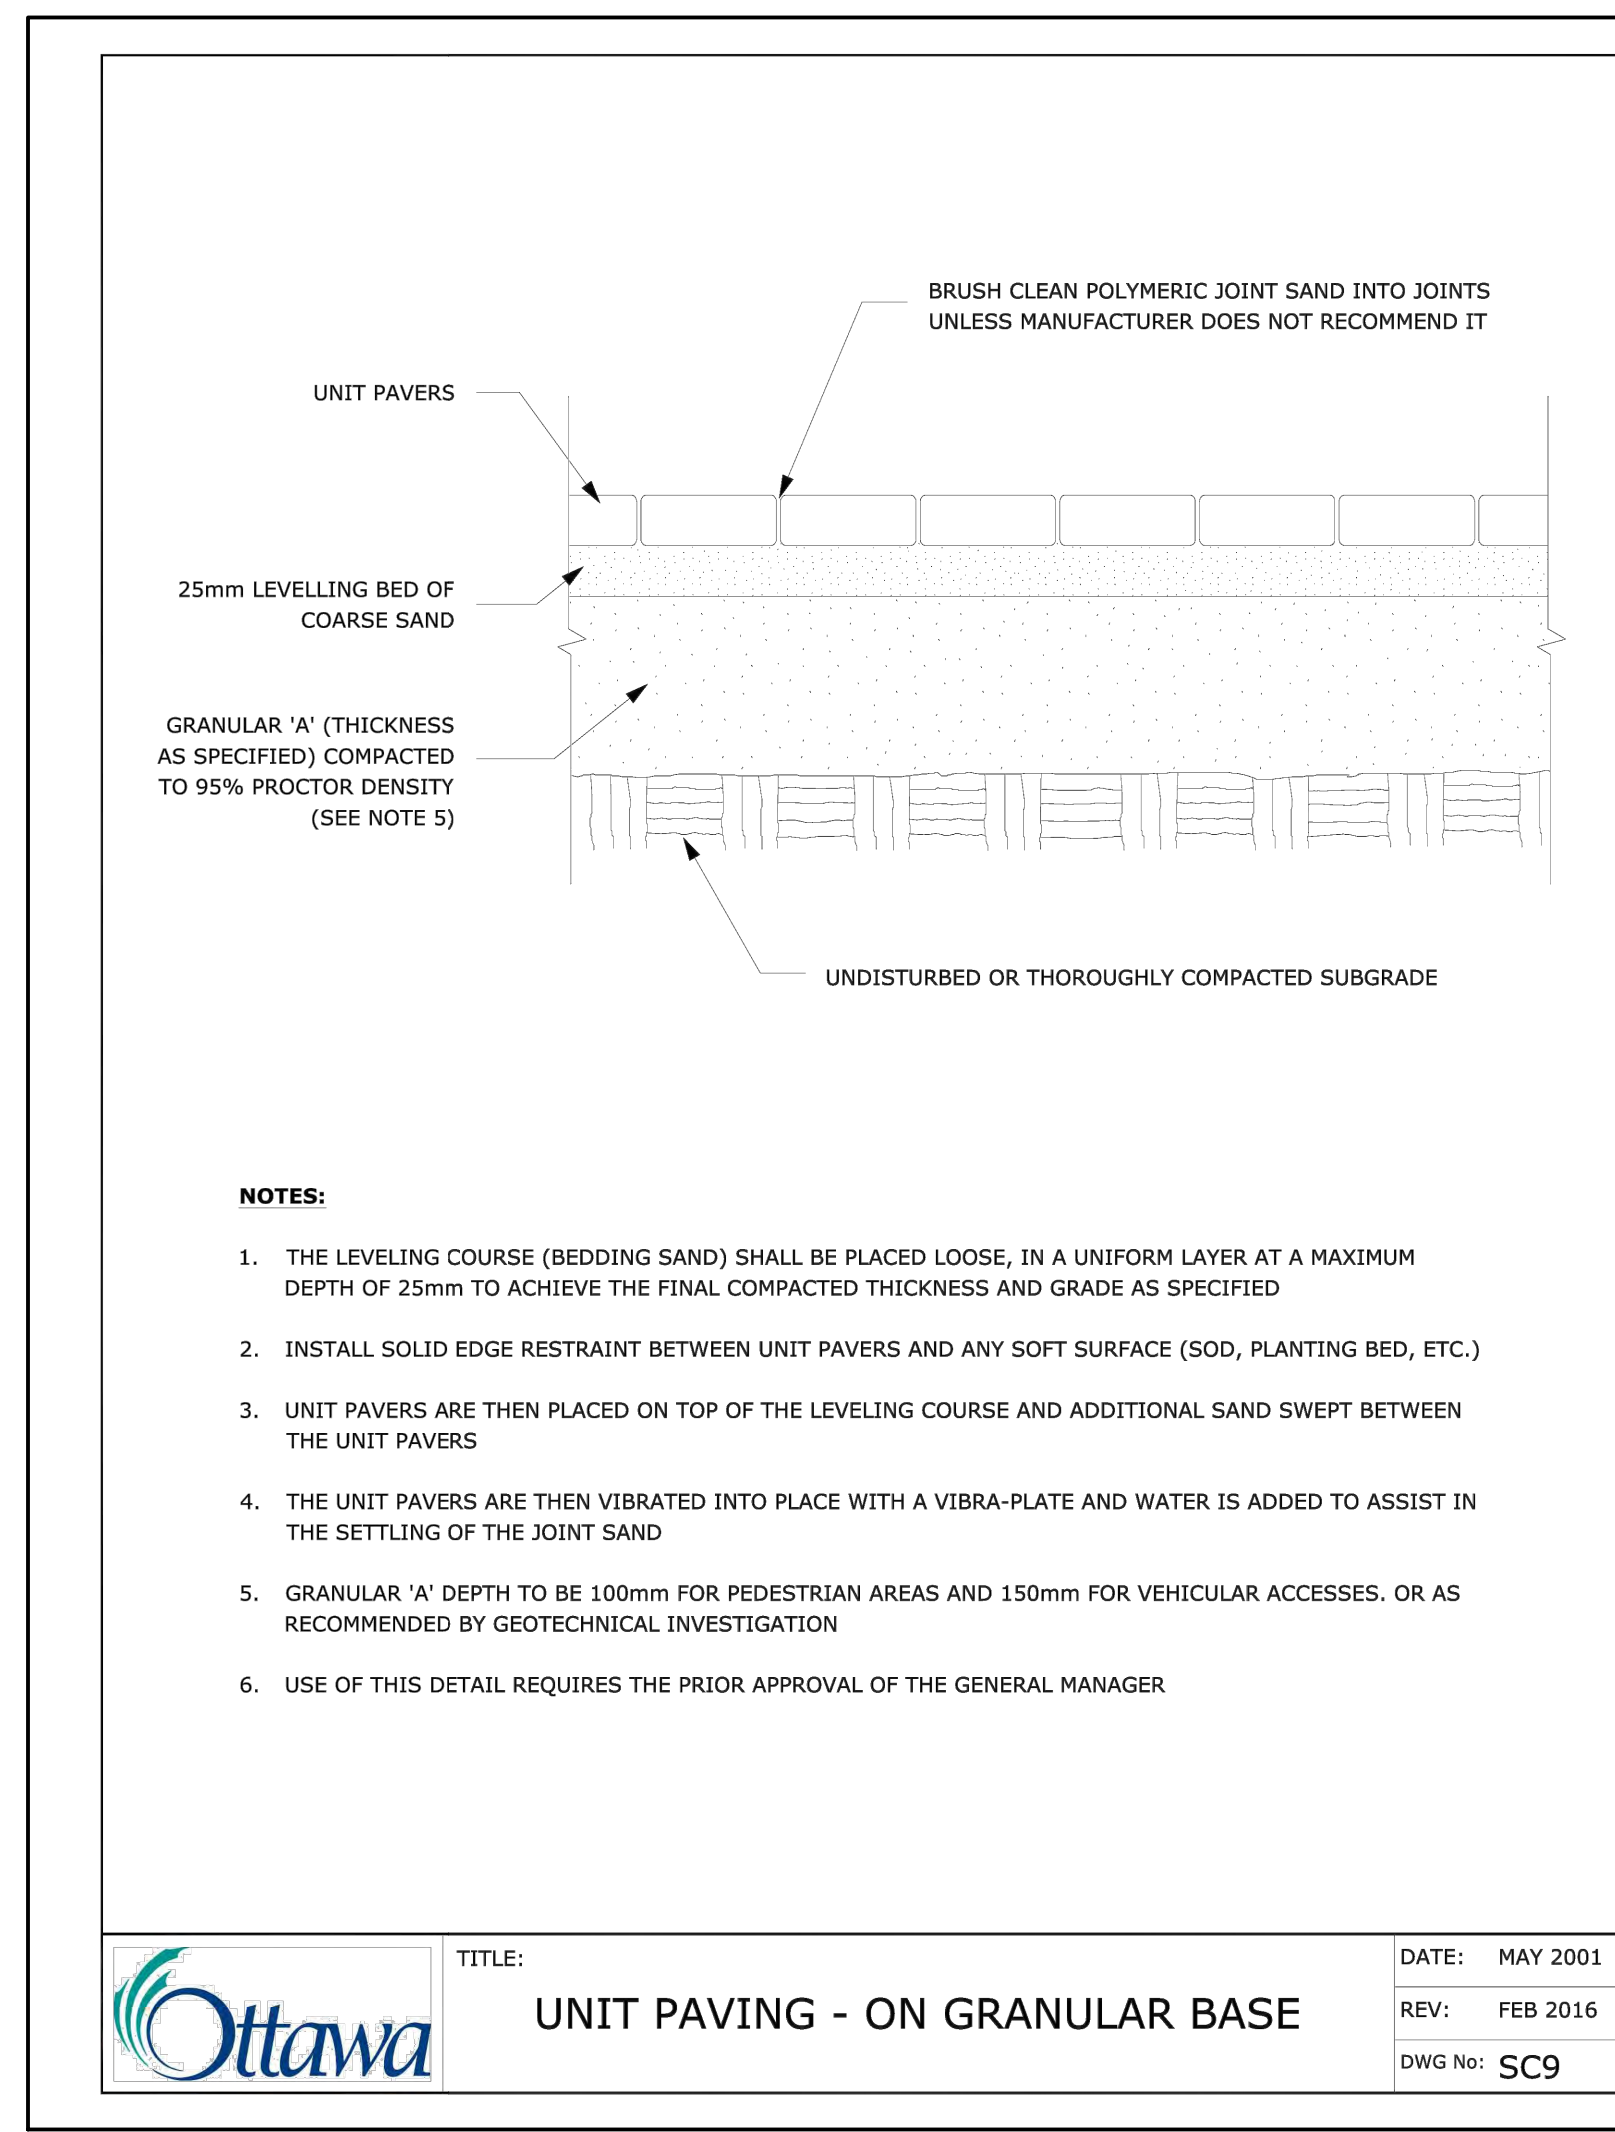 BRUSH CLEAN POLYMERIC JOINT SAND INTO JOINTS
UNLESS MANUFACTURER DOES NOT RECOMMEND IT
UNIT PAVERS
25mm LEVELLING BED OF
COARSE SAND
GRANULAR 'A' (THICKNESS
AS SPECIFIED) COMPACTED
TO 95% PROCTOR DENSITY
(SEE NOTE 5)
UNDISTURBED OR THOROUGHLY COMPACTED SUBGRADE
NOTES:
1. THE LEVELING COURSE (BEDDING SAND) SHALL BE PLACED LOOSE, IN A UNIFORM LAYER AT A MAXIMUM
DEPTH OF 25mm TO ACHIEVE THE FINAL COMPACTED THICKNESS AND GRADE AS SPECIFIED
2. INSTALL SOLID EDGE RESTRAINT BETWEEN UNIT PAVERS AND ANY SOFT SURFACE (SOD, PLANTING BED, ETC.)
3. UNIT PAVERS ARE THEN PLACED ON TOP OF THE LEVELING COURSE AND ADDITIONAL SAND SWEPT BETWEEN
THE UNIT PAVERS
4. THE UNIT PAVERS ARE THEN VIBRATED INTO PLACE WITH A VIBRA-PLATE AND WATER IS ADDED TO ASSIST IN
THE SETTLING OF THE JOINT SAND
5. GRANULAR 'A' DEPTH TO BE 100mm FOR PEDESTRIAN AREAS AND 150mm FOR VEHICULAR ACCESSES. OR AS
RECOMMENDED BY GEOTECHNICAL INVESTIGATION
6. USE OF THIS DETAIL REQUIRES THE PRIOR APPROVAL OF THE GENERAL MANAGER
Ottawa
TITLE:
UNIT PAVING - ON GRANULAR BASE
DATE: MAY 2001
REV: FEB 2016
DWG No: SC9